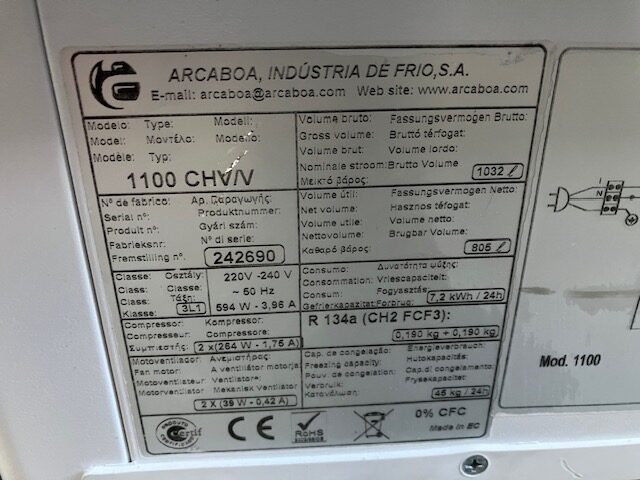 ARCABOA, INDÚSTRIA DE FRIO, S.A.
E-mail: arcaboa@arcaboa.com Web site: www.arcaboa.com
Modelo: Type: Modell:
Model: Μοντέλο: Modello:
Modèle: Typ:
1100 CHV/V
Volume bruto: Fassungsvermogen Brutto:
Gross volume: Bruttó térfogat:
Volume brut: Volume lordo:
Nominale stroom: Brutto Volume
Μεικτό βάρος: 1032 ℓ
Nº de fabrico: Αρ. Παραγωγής:
Serial nº: Produktnummer:
Produit nº: Gyári szám:
Fabrieksnr: Nº di serie:
Fremstilling nº: 242690
Volume útil: Fassungsvermogen Netto:
Net volume: Hasznos térfogat:
Volume utile: Volume netto:
Nettovolume: Brugbar Volume:
Καθαρό βάρος: 805 ℓ
Classe: Osztály: 220V -240 V
Class: Classe: ~ 50 Hz
Classe: Τάξη:
Klasse: 3L1 594 W - 3,96 A
Consumo: Δυνατότητα ψύξης:
Consommation: Vriescapaciteit:
Consum: Fogyasztás:
Gefrierkapazitat: Forbrug: 7,2 kWh / 24h
Compressor: Kompressor:
Compresseur: Compressore:
Συμπιεστής: 2 x(264 W - 1,75 A)
R 134a (CH2 FCF3):
0,190 kg + 0,190 kg
Motoventilador: Ανεμιστήρας:
Fan motor: A ventilátor motorja:
Motoventilateur: Ventilatore:
Motorventilator: Mekanisk Ventilator
2 X (39 W - 0,42 A)
Cap. de congelação: Energieverbrauch:
Freezing capacity: Hutokapacitás:
Pouv. de congelation: Cap. di congelamento:
Verbruik: Frysekapacitet:
Κατανάλωση: 45 kg / 24h
PRODUTO
Certif
CE
RoHS
0% CFC
Made in EC
I
N
Mod. 1100